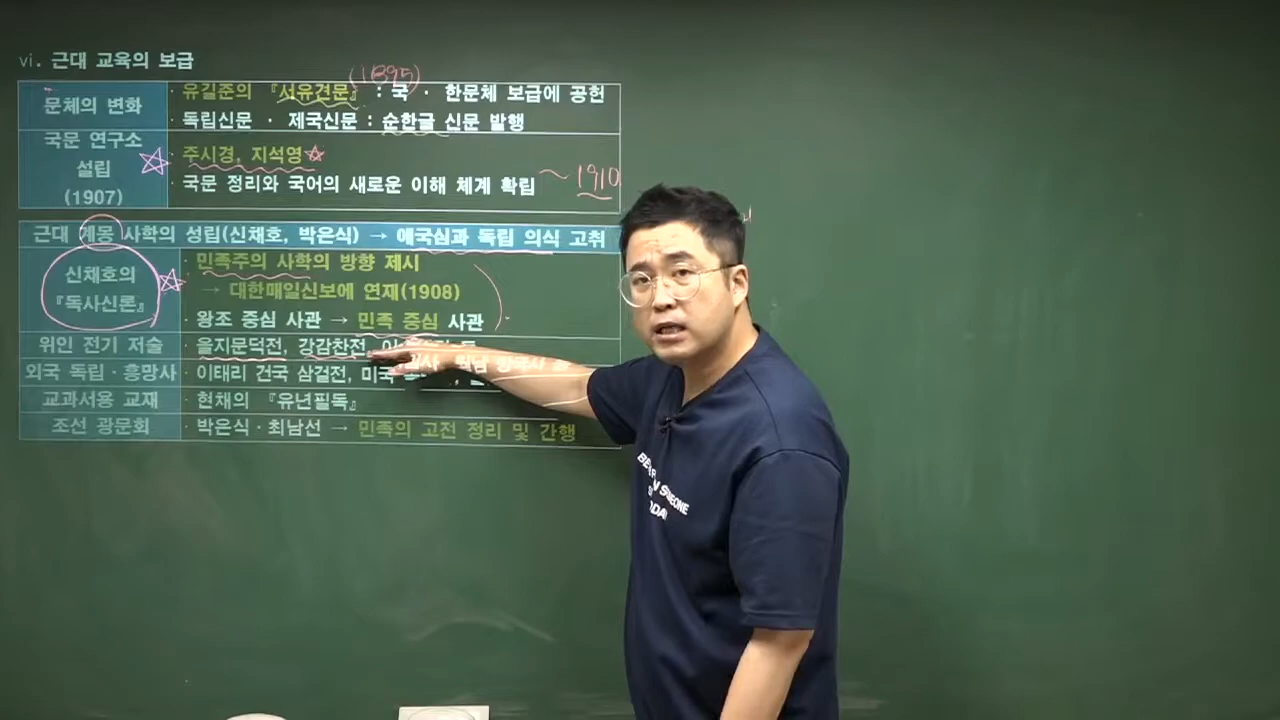 vi. 근대 교육의 보급
(1895)
문체의 변화
· 유길준의 『서유견문』 : 국 · 한문체 보급에 공헌
· 독립신문 · 제국신문 : 순한글 신문 발행
국문 연구소
설립
(1907)
· 주시경, 지석영☆
· 국문 정리와 국어의 새로운 이해 체계 확립
~ 1910
근대 계몽 사학의 성립(신채호, 박은식) → 애국심과 독립 의식 고취
신채호의
『독사신론』
· 민족주의 사학의 방향 제시
→ 대한매일신보에 연재(1908)
· 왕조 중심 사관 → 민족 중심 사관
위인 전기 저술
· 을지문덕전, 강감찬전,
외국 독립·흥망사
· 이태리 건국 삼걸전, 미국
교과서용 교재
· 현채의 『유년필독』
조선 광문회
· 박은식·최남선 → 민족의 고전 정리 및 간행